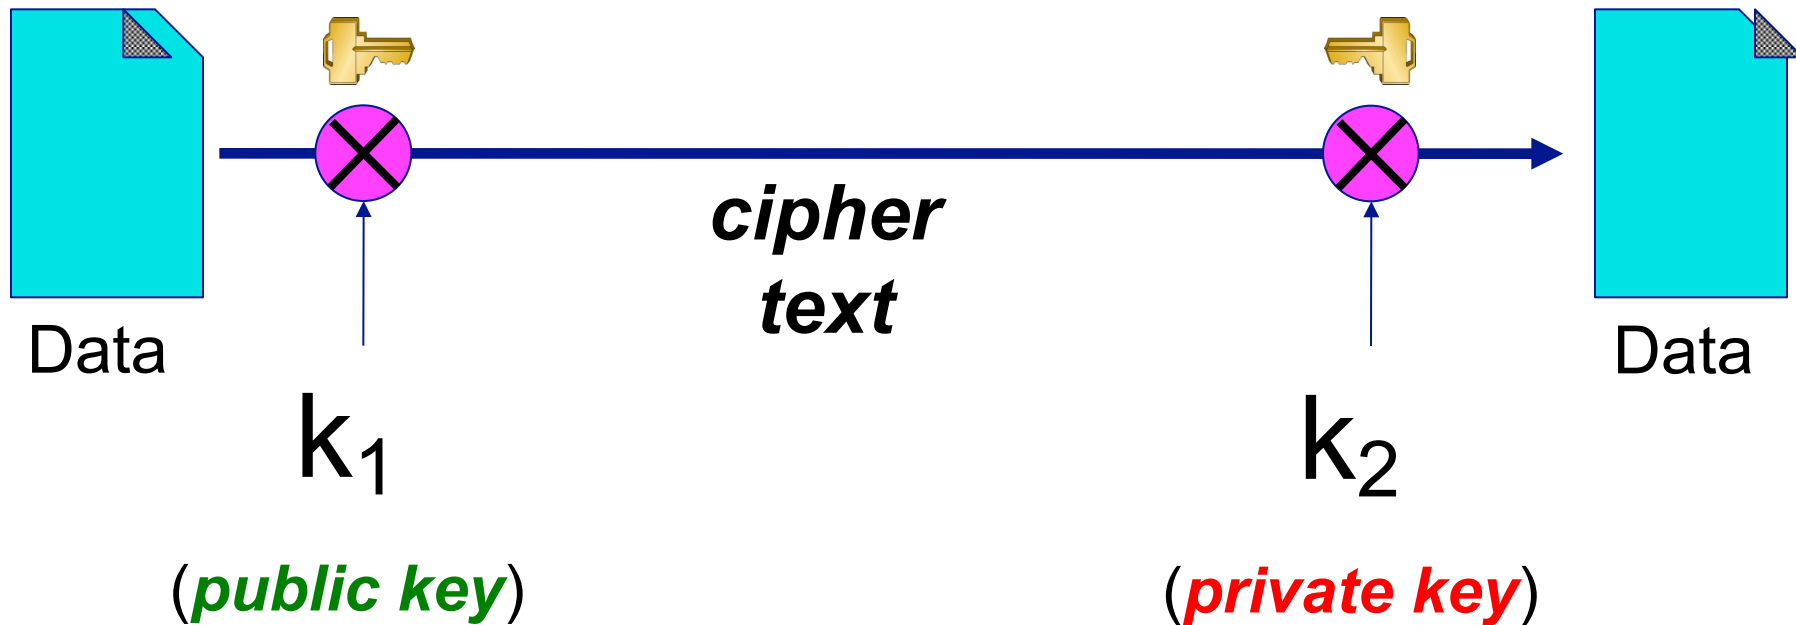 cipher
text
Data
Data
k₁
k₂
(public key)
(private key)